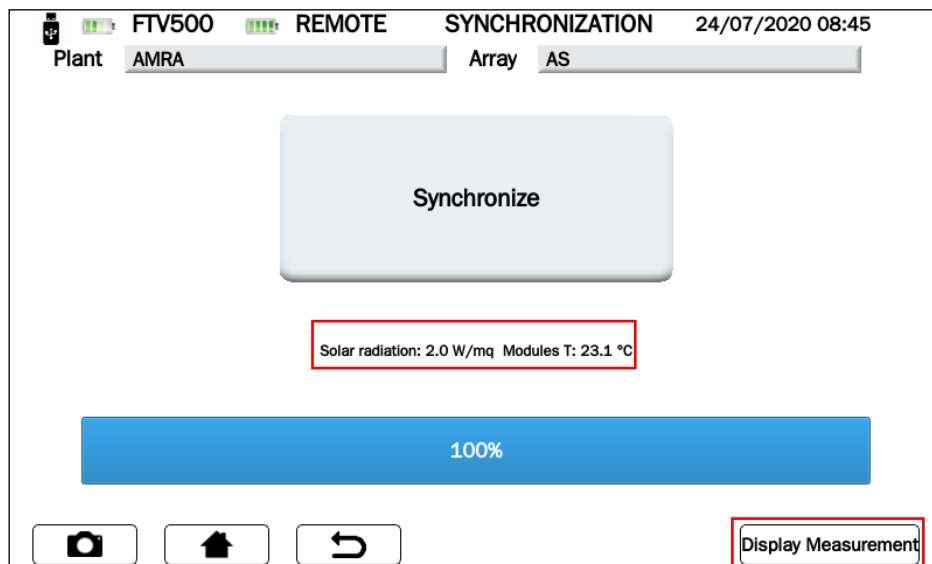 FTV500 REMOTE SYNCHRONIZATION 24/07/2020 08:45
Plant AMRA Array AS
Synchronize
Solar radiation: 2.0 W/mq Modules T: 23.1 °C
100%
Display Measurement